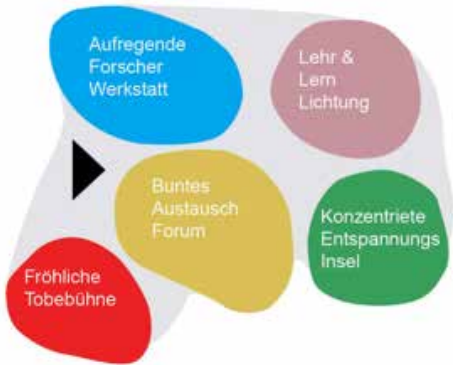 Aufregende
Forscher
Werkstatt
Lehr &
Lern
Lichtung
Buntes
Austausch
Forum
Konzentriete
Entspannungs
Insel
Fröhliche
Tobebühne